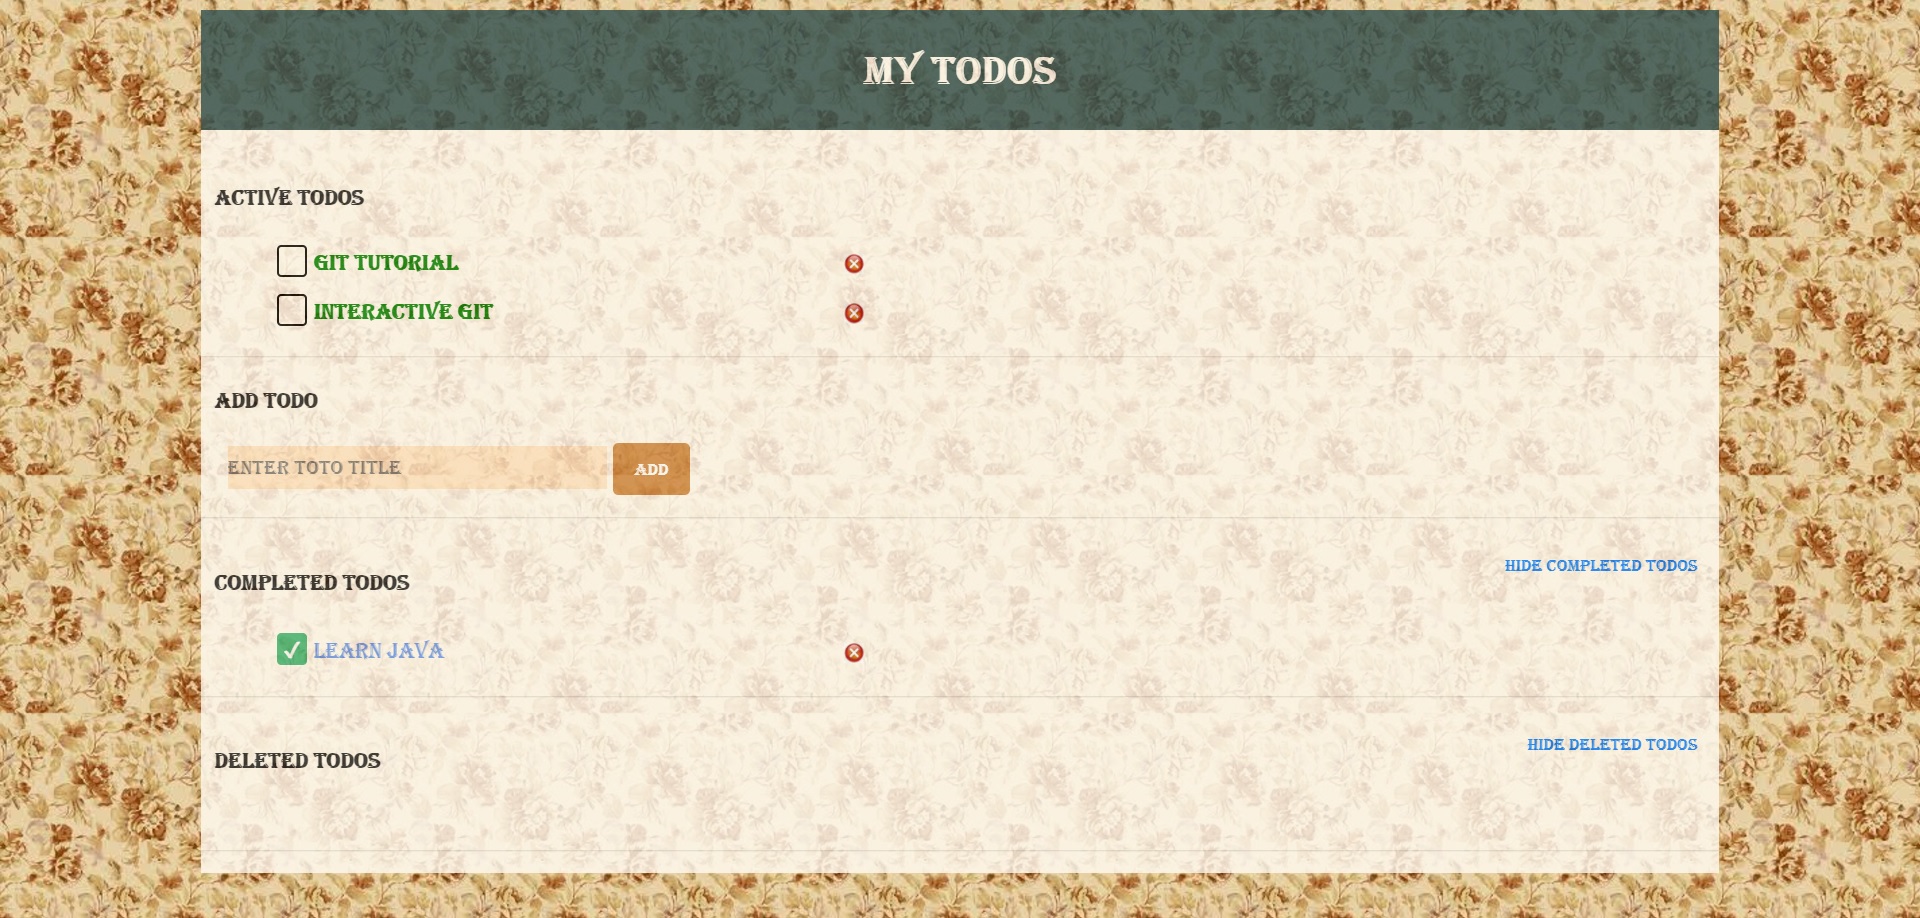 MY TODOS
ACTIVE TODOS
GIT TUTORIAL
INTERACTIVE GIT
ADD TODO
ENTER TOTO TITLE
ADD
HIDE COMPLETED TODOS
COMPLETED TODOS
LEARN JAVA
HIDE DELETED TODOS
DELETED TODOS